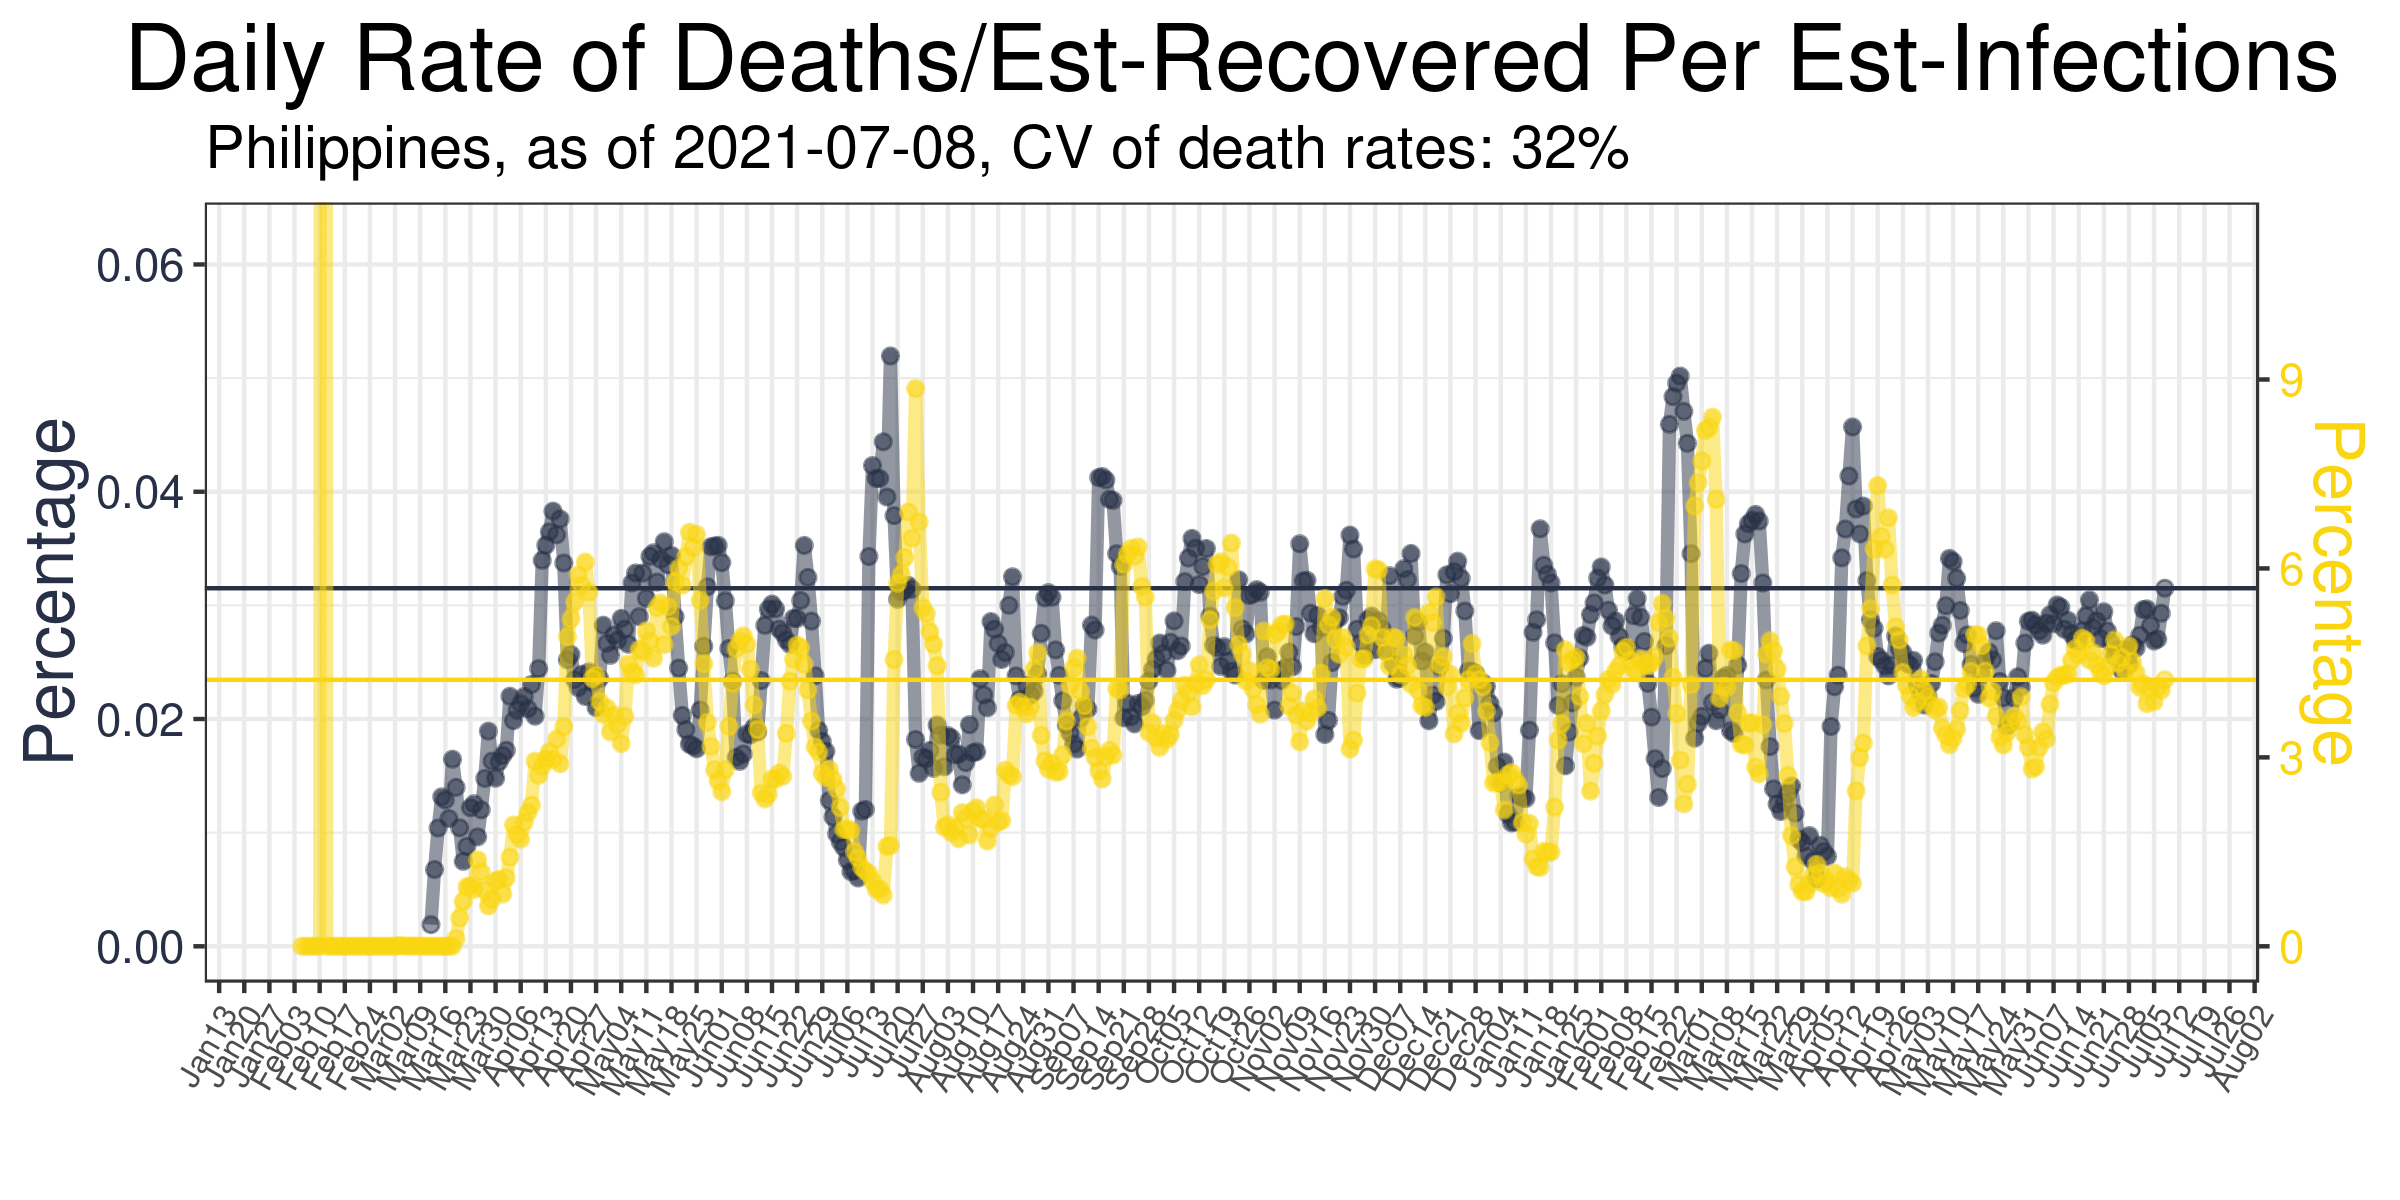 Daily Rate of Deaths/Est-Recovered Per Est-Infections
Philippines, as of 2021-07-08, CV of death rates: 32%
Percentage
0.06
0.04
0.02
0.00
9
6
3
0
Percentage
Jan13
Jan20
Jan27
Feb03
Feb10
Feb17
Feb24
Mar02
Mar09
Mar16
Mar23
Mar30
Apr06
Apr13
Apr20
Apr27
May04
May11
May18
May25
Jun01
Jun08
Jun15
Jun22
Jun29
Jul06
Jul13
Jul20
Jul27
Aug03
Aug10
Aug17
Aug24
Aug31
Sep07
Sep14
Sep21
Sep28
Oct05
Oct12
Oct19
Oct26
Nov02
Nov09
Nov16
Nov23
Nov30
Dec07
Dec14
Dec21
Dec28
Jan04
Jan11
Jan18
Jan25
Feb01
Feb08
Feb15
Feb22
Mar01
Mar08
Mar15
Mar22
Mar29
Apr05
Apr12
Apr19
Apr26
May03
May10
May17
May24
May31
Jun07
Jun14
Jun21
Jun28
Jul05
Jul12
Jul19
Jul26
Aug02